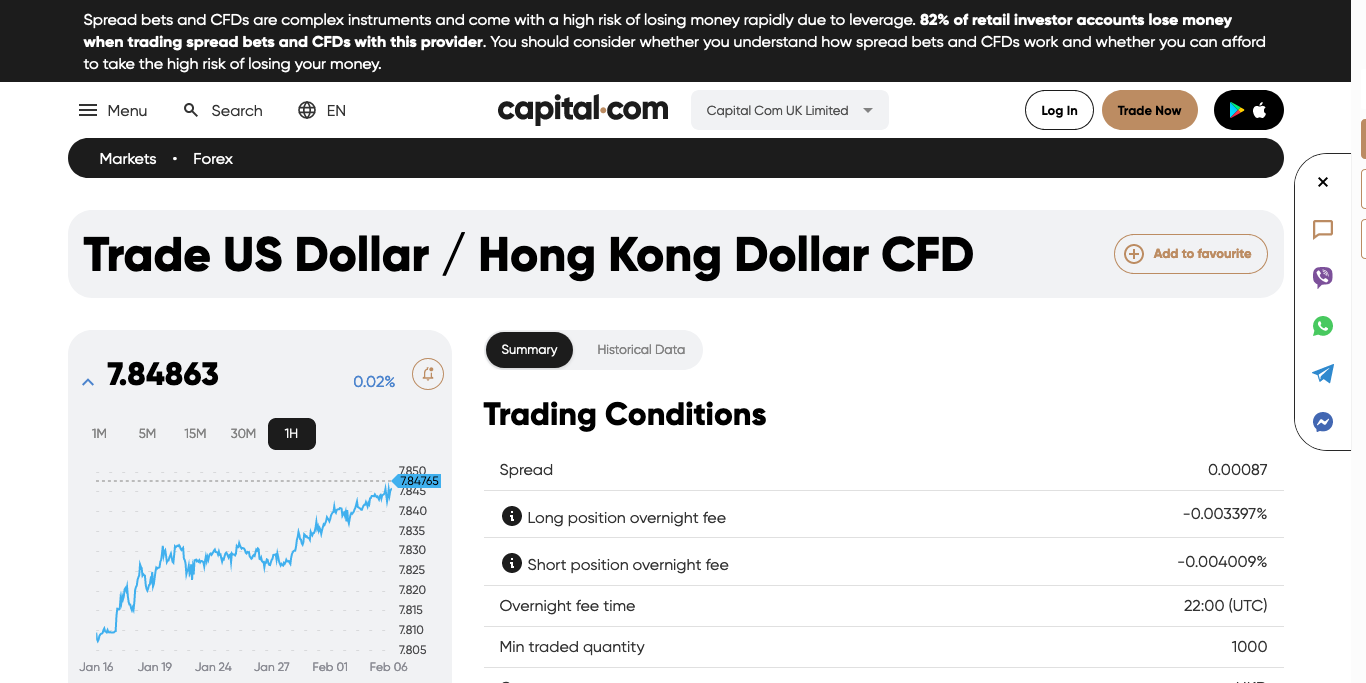 Spread bets and CFDs are complex instruments and come with a high risk of losing money rapidly due to leverage. 82% of retail investor accounts lose money
when trading spread bets and CFDs with this provider. You should consider whether you understand how spread bets and CFDs work and whether you can afford
to take the high risk of losing your money.
Menu Search EN capital.com Capital Com UK Limited Log In Trade Now
Markets • Forex
Trade US Dollar / Hong Kong Dollar CFD
Add to favourite
Summary Historical Data
7.84863 0.02%
1M 5M 15M 30M 1H
7.850
7.84765
7.845
7.840
7.835
7.830
7.825
7.820
7.815
7.810
7.805
Jan 16 Jan 19 Jan 24 Jan 27 Feb 01 Feb 06
Trading Conditions
Spread 0.00087
Long position overnight fee -0.003397%
Short position overnight fee -0.004009%
Overnight fee time 22:00 (UTC)
Min traded quantity 1000